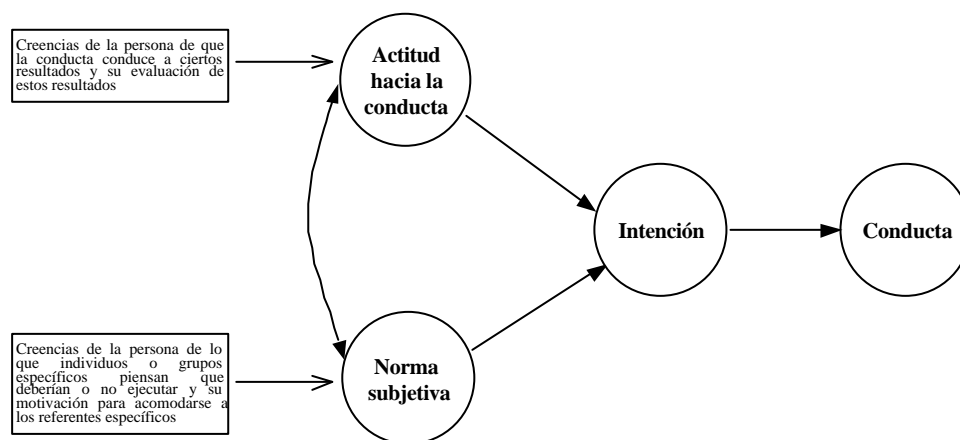 Creencias de la persona de que
la conducta conduce a ciertos
resultados y su evaluación de
estos resultados
Actitud
hacia la
conducta
Intención
Conducta
Creencias de la persona de lo
que individuos o grupos
específicos piensan que
deberían o no ejecutar y su
motivación para acomodarse a
los referentes específicos
Norma
subjetiva